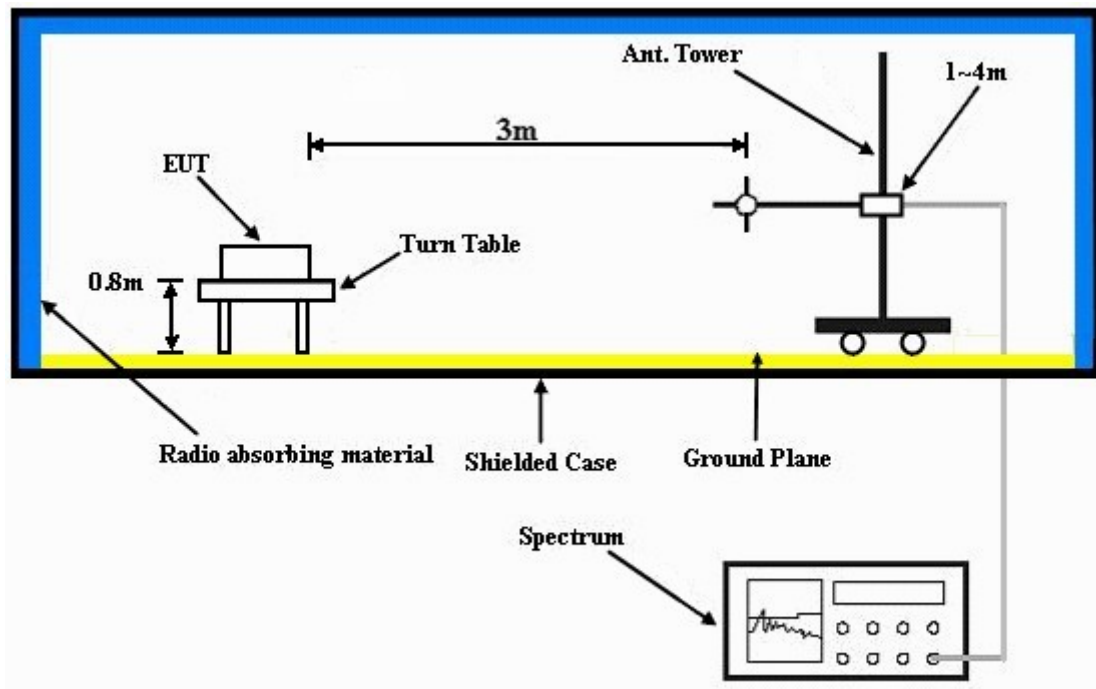 Ant. Tower
1~4m
3m
EUT
Turn Table
0.8m
Radio absorbing material
Shielded Case
Ground Plane
Spectrum